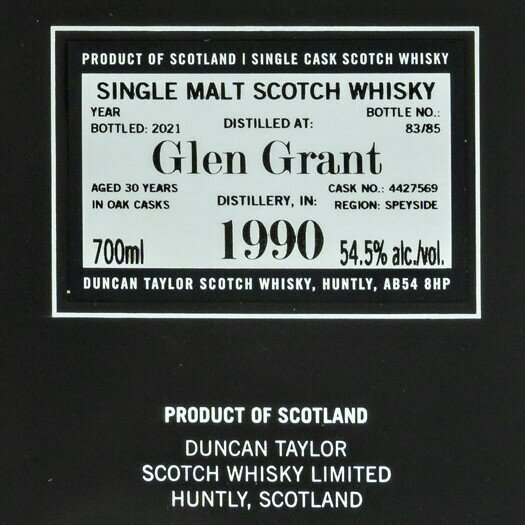 PRODUCT OF SCOTLAND | SINGLE CASK SCOTCH WHISKY
SINGLE MALT SCOTCH WHISKY
YEAR
BOTTLED: 2021
DISTILLED AT:
BOTTLE NO.:
83/85
Glen Grant
AGED 30 YEARS
IN OAK CASKS
DISTILLERY, IN:
CASK NO.: 4427569
REGION: SPEYSIDE
700ml
1990
54.5% alc./vol.
DUNCAN TAYLOR SCOTCH WHISKY, HUNTLY, AB54 8HP
PRODUCT OF SCOTLAND
DUNCAN TAYLOR
SCOTCH WHISKY LIMITED
HUNTLY, SCOTLAND